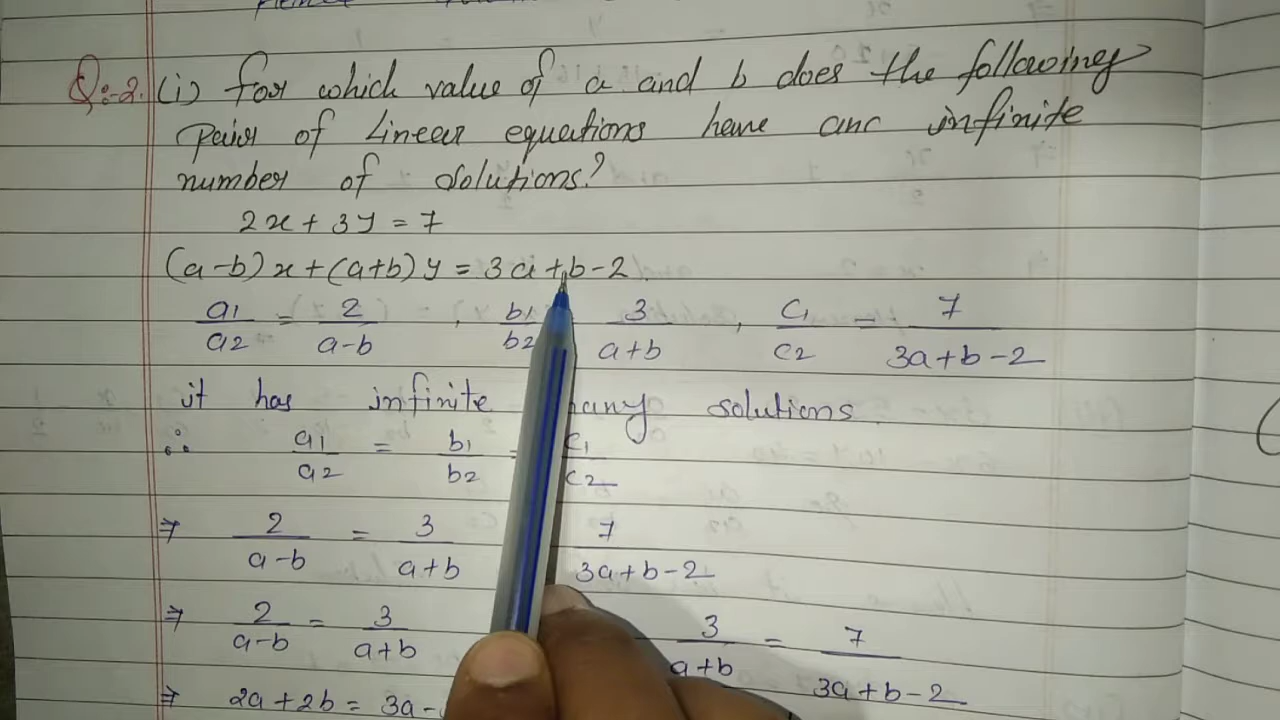 Q:-2. (i) for which value of a and b does the following
pair of linear equations have an infinite
number of solutions?
2x + 3y = 7
(a-b)x + (a+b)y = 3a+b-2
a1/a2 = 2/a-b , b1/b2 3/a+b , c1/c2 = 7/3a+b-2
it has infinite many solutions
∴ a1/a2 = b1/b2 = c1/c2
⇒ 2/a-b = 3/a+b 7/3a+b-2
⇒ 2/a-b = 3/a+b 3/a+b = 7/3a+b-2
⇒ 2a+2b = 3a-